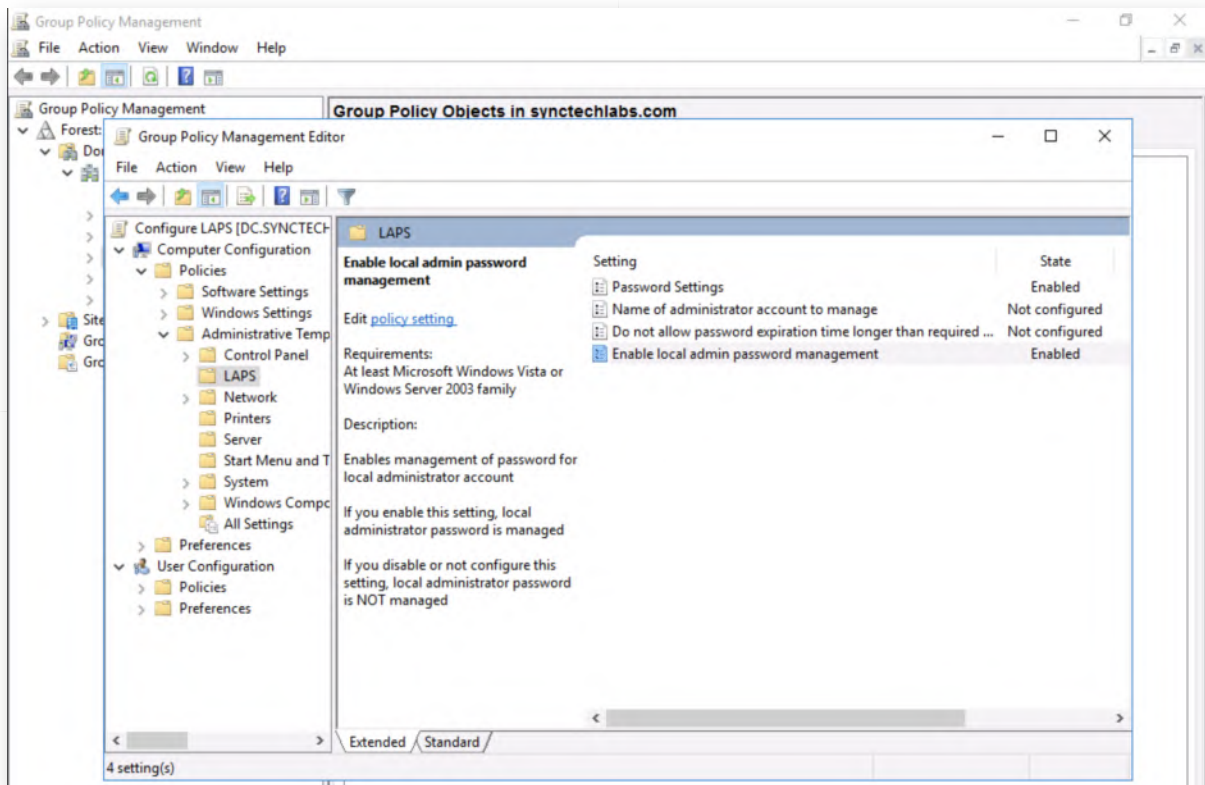 Group Policy Management
File Action View Window Help
Group Policy Management
Group Policy Objects in synctechlabs.com
Forest:
Group Policy Management Editor
File Action View Help
Site
Configure LAPS [DC.SYNCTECH
Computer Configuration
Policies
Software Settings
Windows Settings
Administrative Temp
Control Panel
LAPS
Network
Printers
Server
Start Menu and T
System
Windows Compo
All Settings
Preferences
User Configuration
Policies
Preferences
LAPS
Enable local admin password
management
Edit policy setting
Requirements:
At least Microsoft Windows Vista or
Windows Server 2003 family
Description:
Enables management of password for
local administrator account
If you enable this setting, local
administrator password is managed
If you disable or not configure this
setting, local administrator password
is NOT managed
Setting State
Password Settings Enabled
Name of administrator account to manage Not configured
Do not allow password expiration time longer than required ... Not configured
Enable local admin password management Enabled
Extended Standard
4 setting(s)